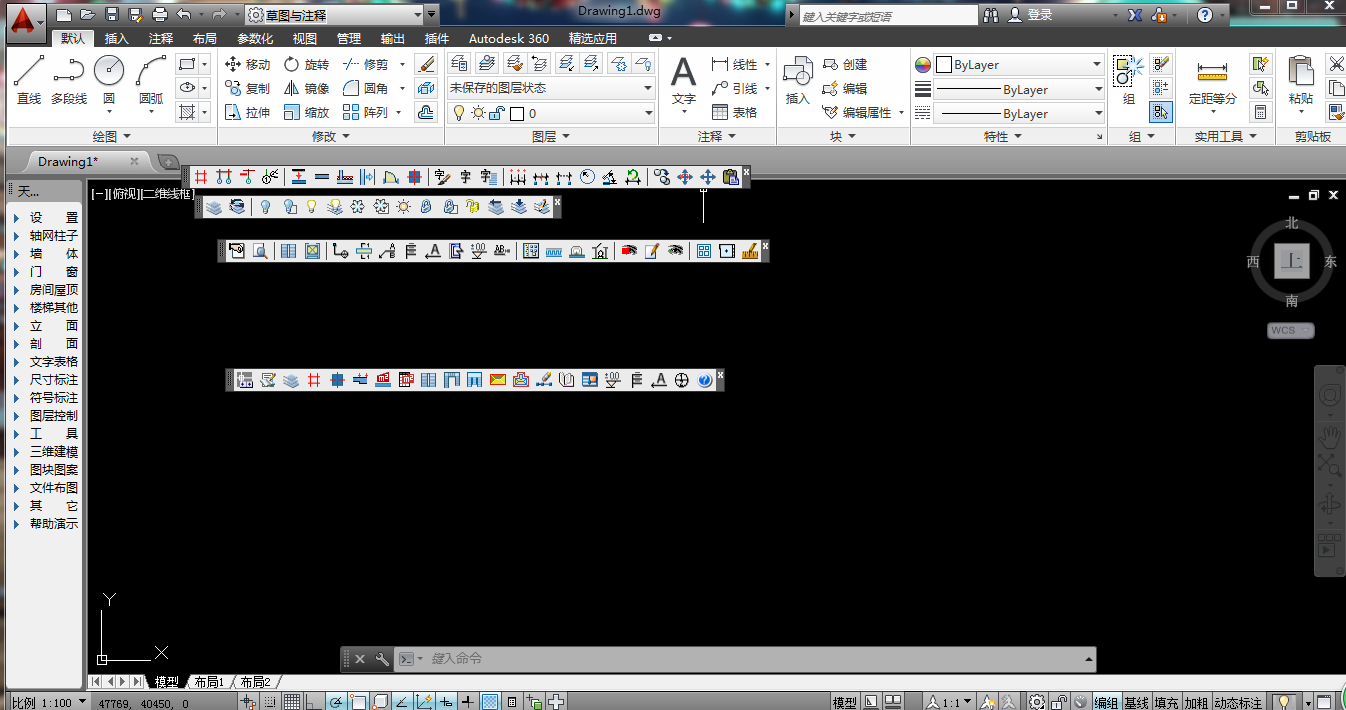 草图与注释 Drawing1.dwg 键入关键字或短语 登录
默认 插入 注释 布局 参数化 视图 管理 输出 插件 Autodesk 360 精选应用
直线 多段线 圆 圆弧
移动 旋转 修剪
复制 镜像 圆角
拉伸 缩放 阵列
未保存的图层状态
0
文字
线性
引线
表格
插入
创建
编辑
编辑属性
ByLayer
ByLayer
ByLayer
组
定距等分
粘贴
绘图 修改 图层 注释 块 特性 组 实用工具 剪贴板
Drawing1*
天...
[−][俯视][二维线框]
设 置
轴网柱子
墙 体
门 窗
房间屋顶
楼梯其他
立 面
剖 面
文字表格
尺寸标注
符号标注
图层控制
工 具
三维建模
图块图案
文件布图
其 它
帮助演示
北
西 上 东
南
WCS
Y
X
键入命令
模型 布局1 布局2
比例 1:100 47769, 40450, 0 模型 1:1 编组 基线 填充 加粗 动态标注